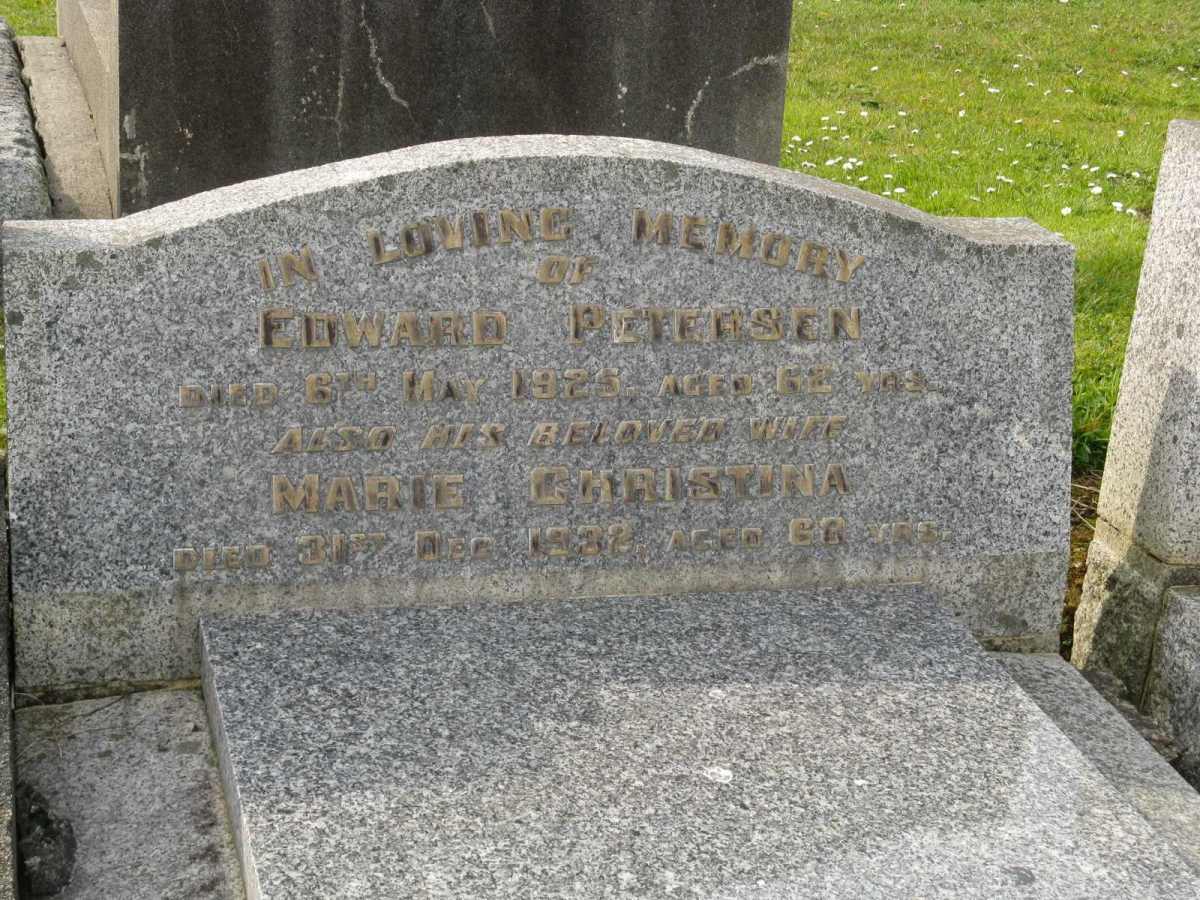 IN LOVING MEMORY
OF
EDWARD PETERSEN
DIED 6TH MAY 1925, AGED 62 YRS.
ALSO HIS BELOVED WIFE
MARIE CHRISTINA
DIED 31ST DEC 1932, AGED 63 YRS.